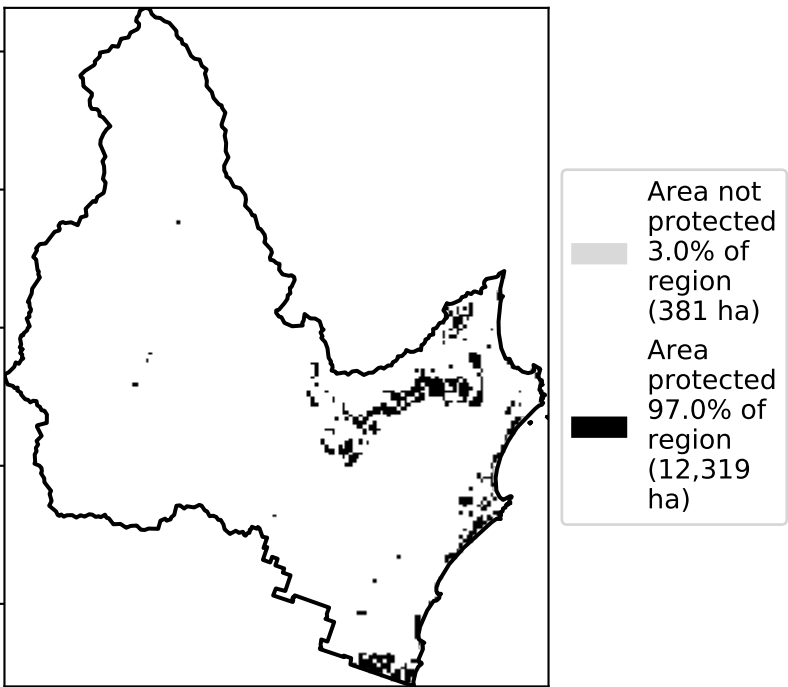 Area not
protected
3.0% of
region
(381 ha)
Area
protected
97.0% of
region
(12,319
ha)